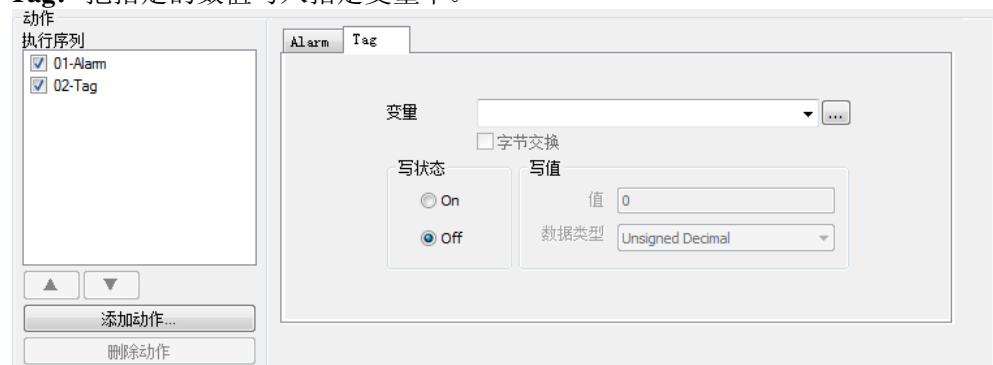 Tag: 把指定的数值写入指定变量中。
动作
执行序列
01-Alarm
02-Tag
添加动作...
删除动作
Alarm Tag
变量
...
字节交换
写状态
On
Off
写值
值 0
数据类型 Unsigned Decimal